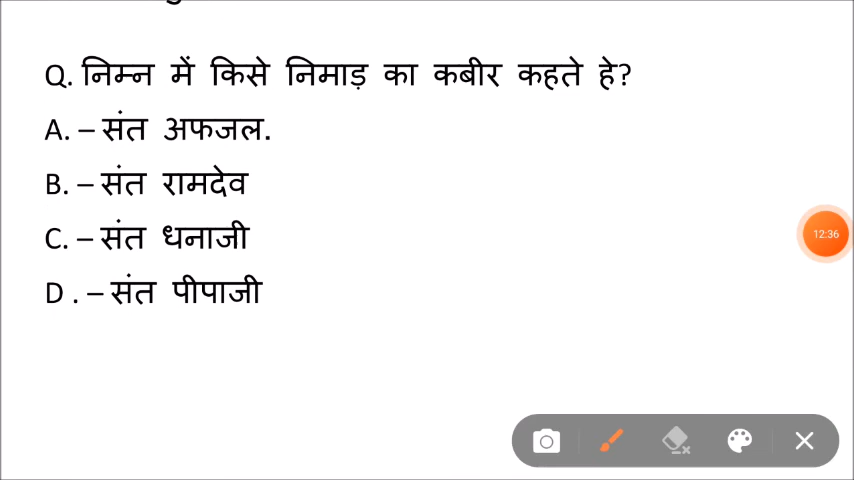 Q. निम्न में किसे निमाड़ का कबीर कहते हे?
A. – संत अफजल.
B. – संत रामदेव
C. – संत धनाजी
D . – संत पीपाजी
12:36